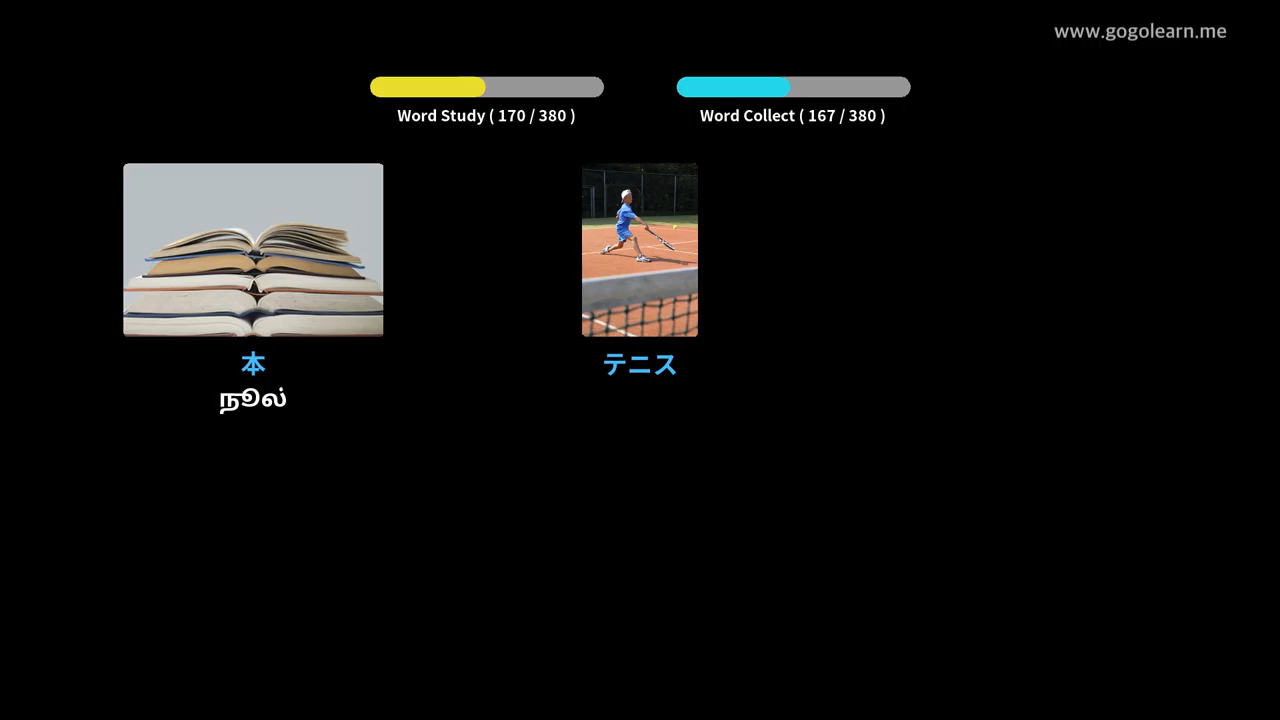 www.gogolearn.me
Word Study ( 170 / 380 )
Word Collect ( 167 / 380 )
本
நூல்
テニス